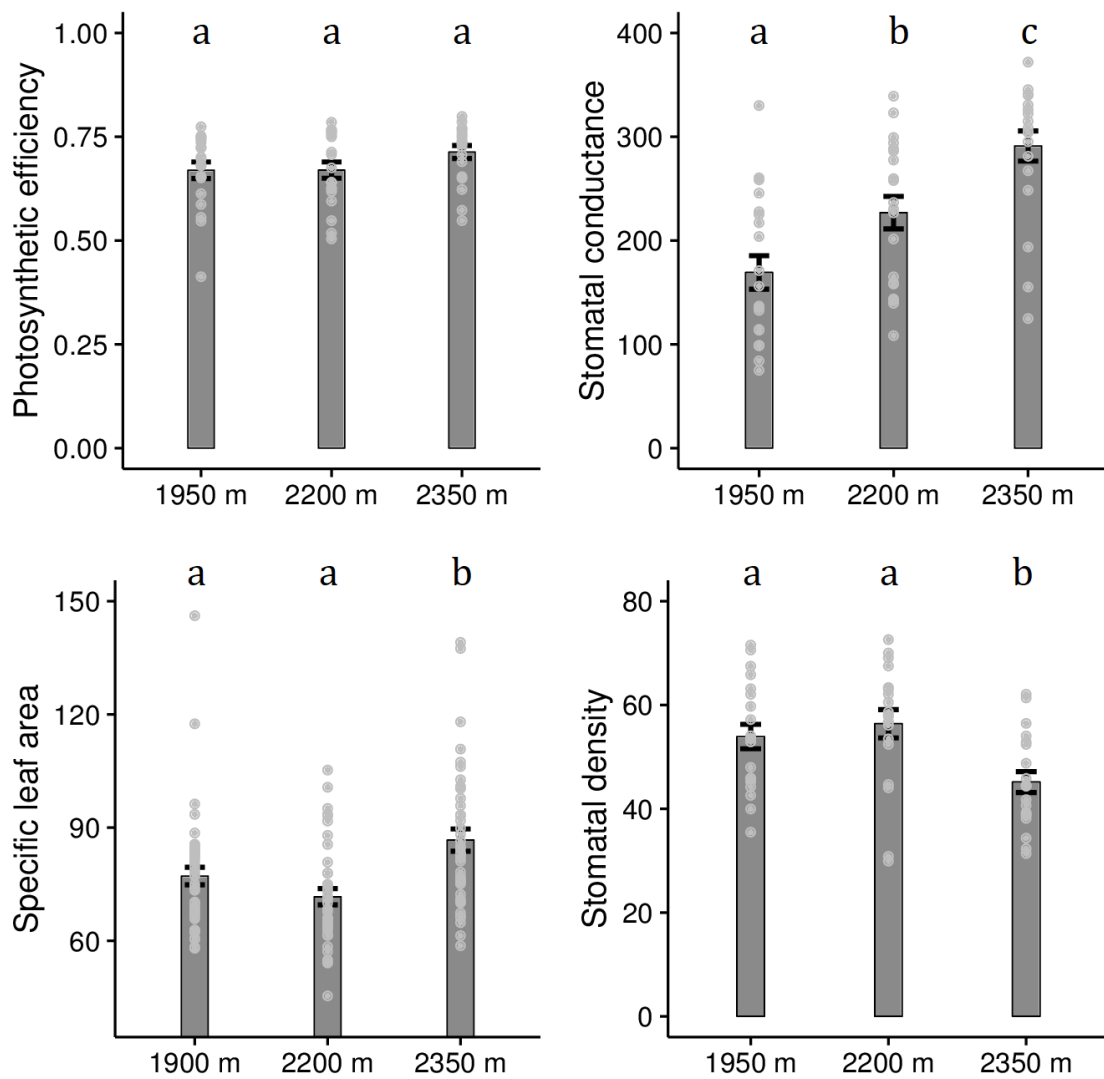 a a a
1.00
0.75
0.50
0.25
0.00
Photosynthetic efficiency
1950 m 2200 m 2350 m
a b c
400
300
200
100
0
Stomatal conductance
1950 m 2200 m 2350 m
a a b
150
120
90
60
Specific leaf area
1900 m 2200 m 2350 m
a a b
80
60
40
20
0
Stomatal density
1950 m 2200 m 2350 m